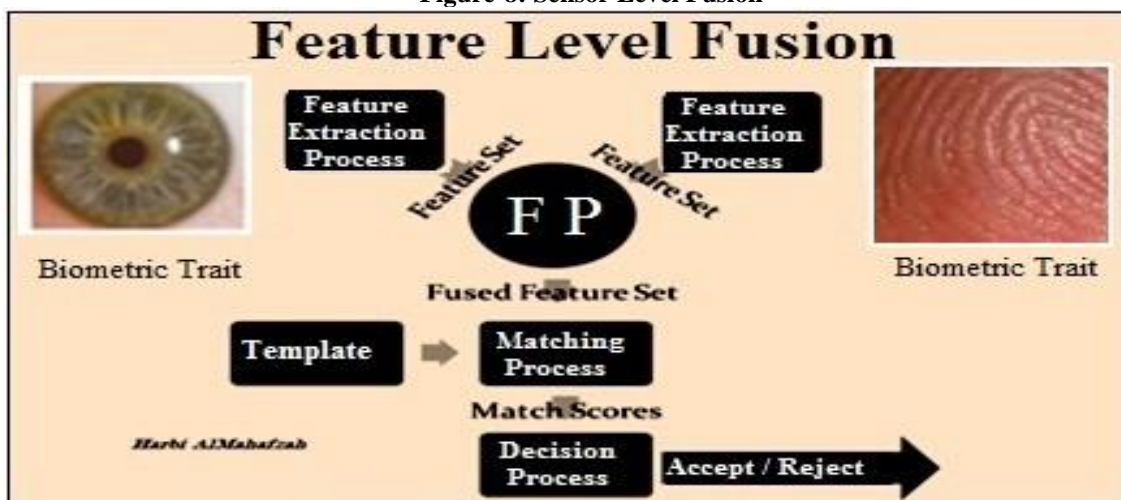 Figure 6: Sensor Level Fusion
Feature Level Fusion
Feature
Extraction
Process
Feature
Extraction
Process
Feature Set
Feature Set
F P
Biometric Trait
Biometric Trait
Fused Feature Set
Template
Matching
Process
Match Scores
Harbi AlMahafzah
Decision
Process
Accept / Reject